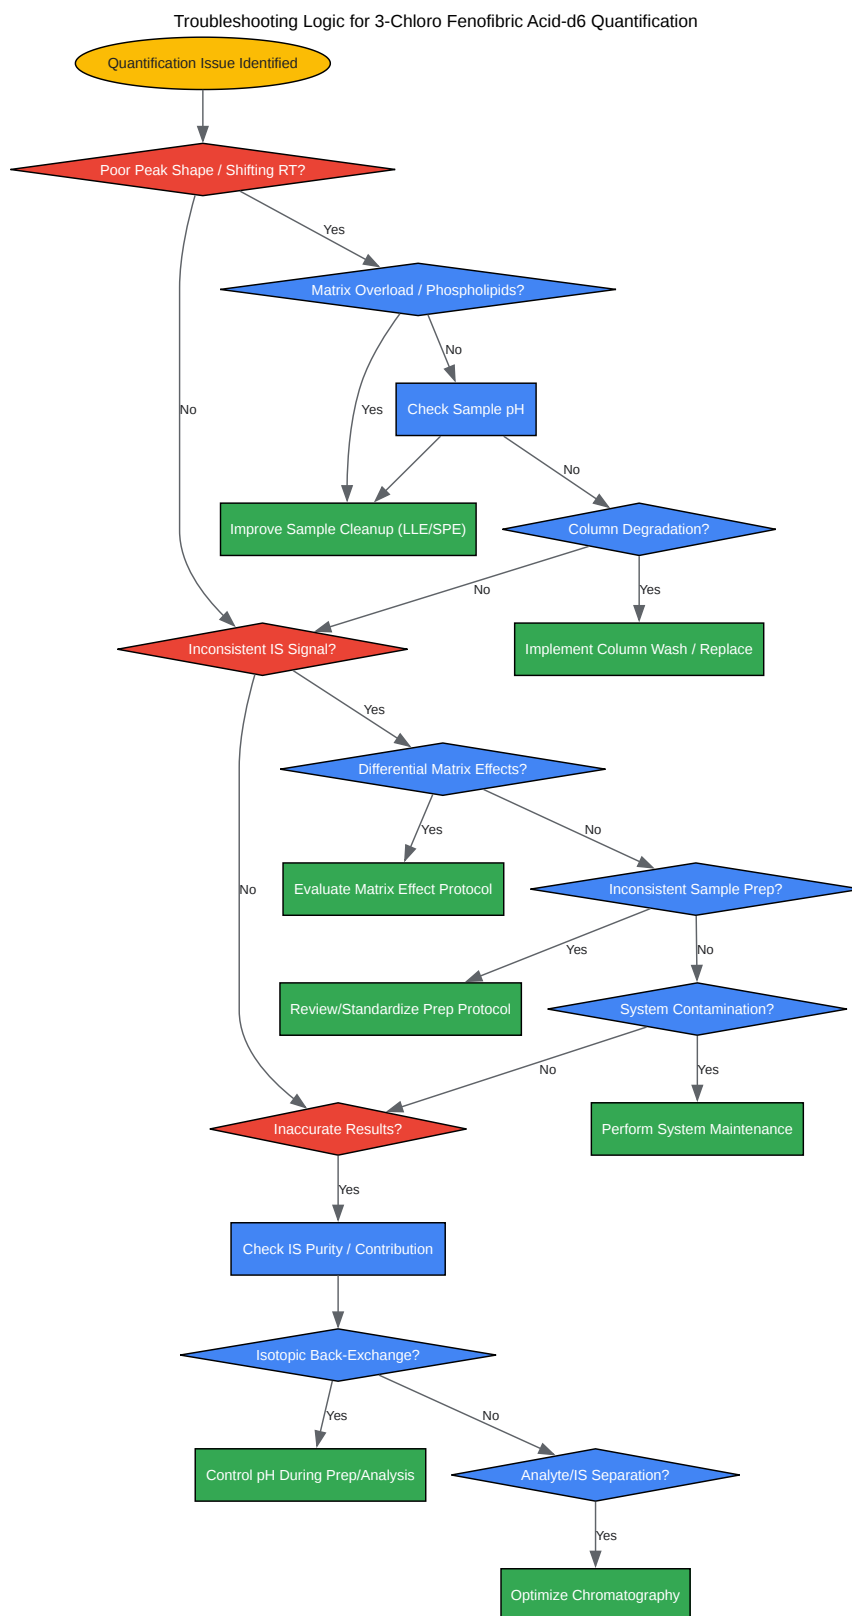 Troubleshooting Logic for 3-Chloro Fenofibric Acid-d6 Quantification
Quantification Issue Identified
Poor Peak Shape / Shifting RT?
Yes
Matrix Overload / Phospholipids?
No
No
Yes
Check Sample pH
No
Improve Sample Cleanup (LLE/SPE)
Column Degradation?
No
Yes
Inconsistent IS Signal?
Implement Column Wash / Replace
Yes
Differential Matrix Effects?
Yes
No
No
Evaluate Matrix Effect Protocol
Inconsistent Sample Prep?
Yes
No
Review/Standardize Prep Protocol
System Contamination?
No
Yes
Inaccurate Results?
Perform System Maintenance
Yes
Check IS Purity / Contribution
Isotopic Back-Exchange?
Yes
No
Control pH During Prep/Analysis
Analyte/IS Separation?
Yes
Optimize Chromatography